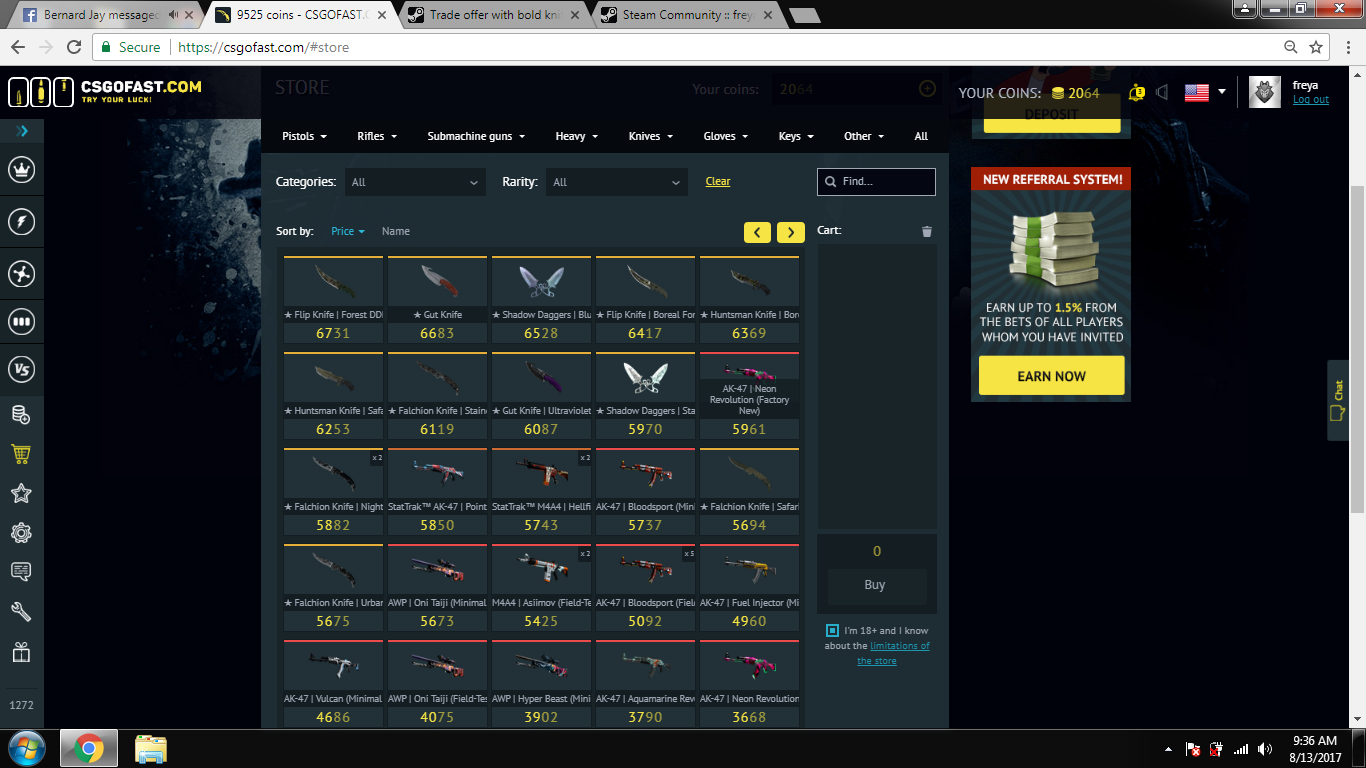 Bernard Jay messaged
9525 coins - CSGOFAST.C
Trade offer with bold kni
Steam Community :: frey
Secure
https://csgofast.com/#store
CSGOFAST.COM
TRY YOUR LUCK!
STORE
Your coins:
2064
YOUR COINS:
2064
3
freya
Log out
Pistols
Rifles
Submachine guns
Heavy
Knives
Gloves
Keys
Other
All
DEPOSIT
Categories:
All
Rarity:
All
Clear
Find...
Sort by:
Price
Name
Cart:
★ Flip Knife | Forest DD
★ Gut Knife
★ Shadow Daggers | Blu
★ Flip Knife | Boreal For
★ Huntsman Knife | Bor
6731
6683
6528
6417
6369
★ Huntsman Knife | Safa
★ Falchion Knife | Stain
★ Gut Knife | Ultraviolet
★ Shadow Daggers | Sta
AK-47 | Neon
Revolution (Factory
New)
6253
6119
6087
5970
5961
x 2
x 2
★ Falchion Knife | Night
StatTrak™ AK-47 | Point
StatTrak™ M4A4 | Hellfi
AK-47 | Bloodsport (Mini
★ Falchion Knife | Safari
5882
5850
5743
5737
5694
x 2
x 5
★ Falchion Knife | Urban
AWP | Oni Taiji (Minimal
M4A4 | Asiimov (Field-Te
AK-47 | Bloodsport (Fiel
AK-47 | Fuel Injector (Mi
5675
5673
5425
5092
4960
AK-47 | Vulcan (Minimal
AWP | Oni Taiji (Field-Tes
AWP | Hyper Beast (Mini
AK-47 | Aquamarine Rev
AK-47 | Neon Revolution
4686
4075
3902
3790
3668
0
Buy
I'm 18+ and I know
about the limitations of
the store
NEW REFERRAL SYSTEM!
EARN UP TO 1.5% FROM
THE BETS OF ALL PLAYERS
WHOM YOU HAVE INVITED
EARN NOW
Chat
VS
1272
9:36 AM
8/13/2017